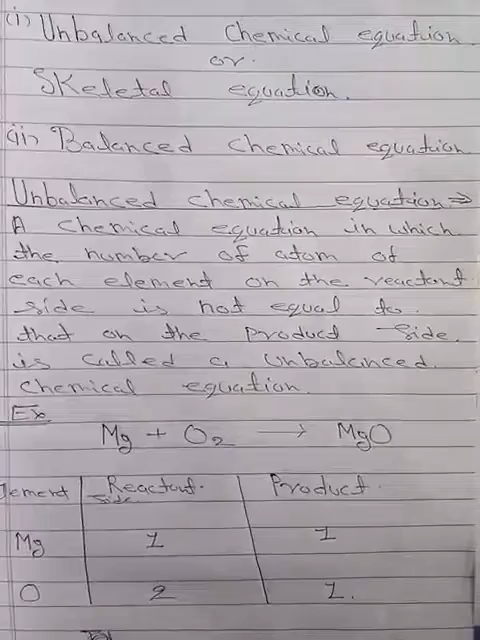 (i) Unbalanced Chemical equation.
or.
Skeletal equation.
(ii) Balanced Chemical equation
Unbalanced chemical equation ⇒
A chemical equation in which
the number of atom of
each element on the reactant
side is not equal to.
that on the Product side.
is called a unbalanced.
Chemical equation.
Ex
Mg + O₂ → MgO
lement Reactant. Product.
side
Mg 1 1
O 2 1.